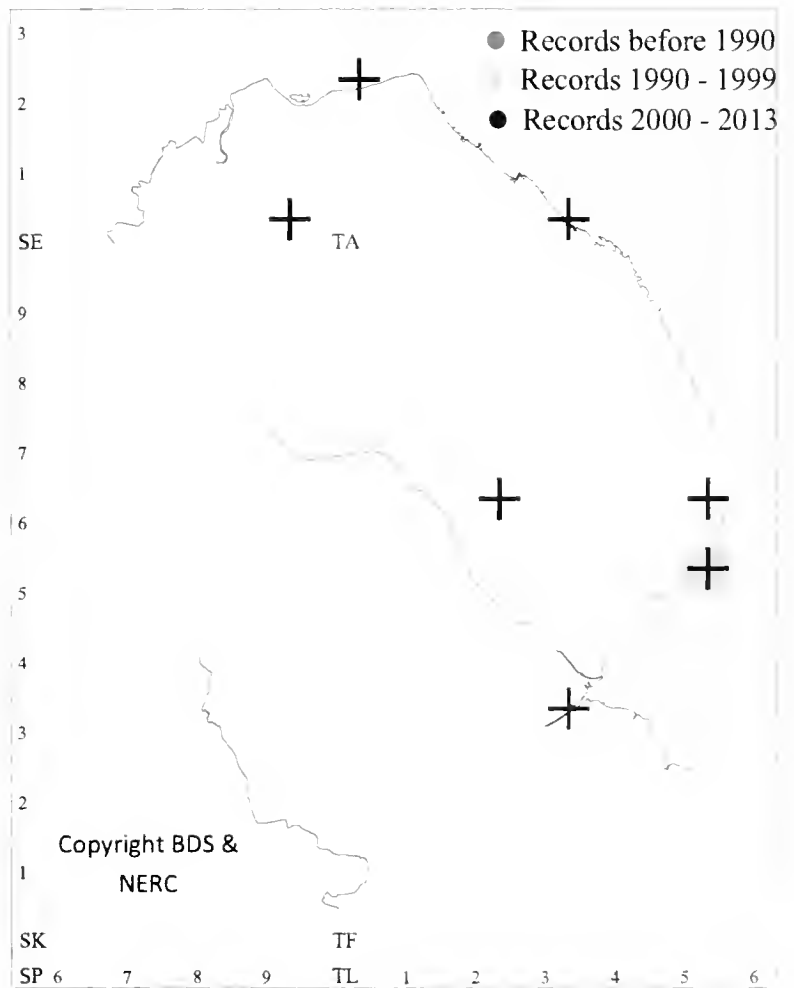 3
Records before 1990
Records 1990 - 1999
2
Records 2000 - 2013
1
SE TA
9
8
7
6
5
4
3
2
Copyright BDS &
1
NERC
SK TF
SP 6 7 8 9 TL 1 2 3 4 5 6